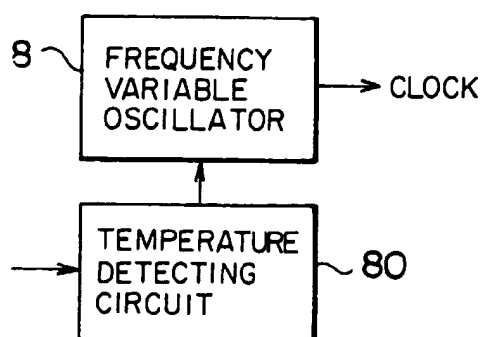 8
FREQUENCY
VARIABLE
OSCILLATOR
CLOCK
TEMPERATURE
DETECTING
CIRCUIT
80